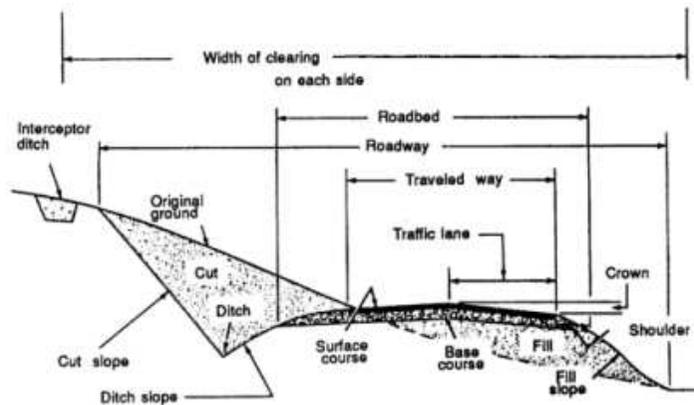 Width of clearing
on each side
Roadbed
Interceptor
ditch
Roadway
Traveled way
Original
ground
Traffic lane
Cut
Crown
Ditch
Shoulder
Cut slope
Surface
course
Base
course
Fill
Fill
slope
Ditch slope